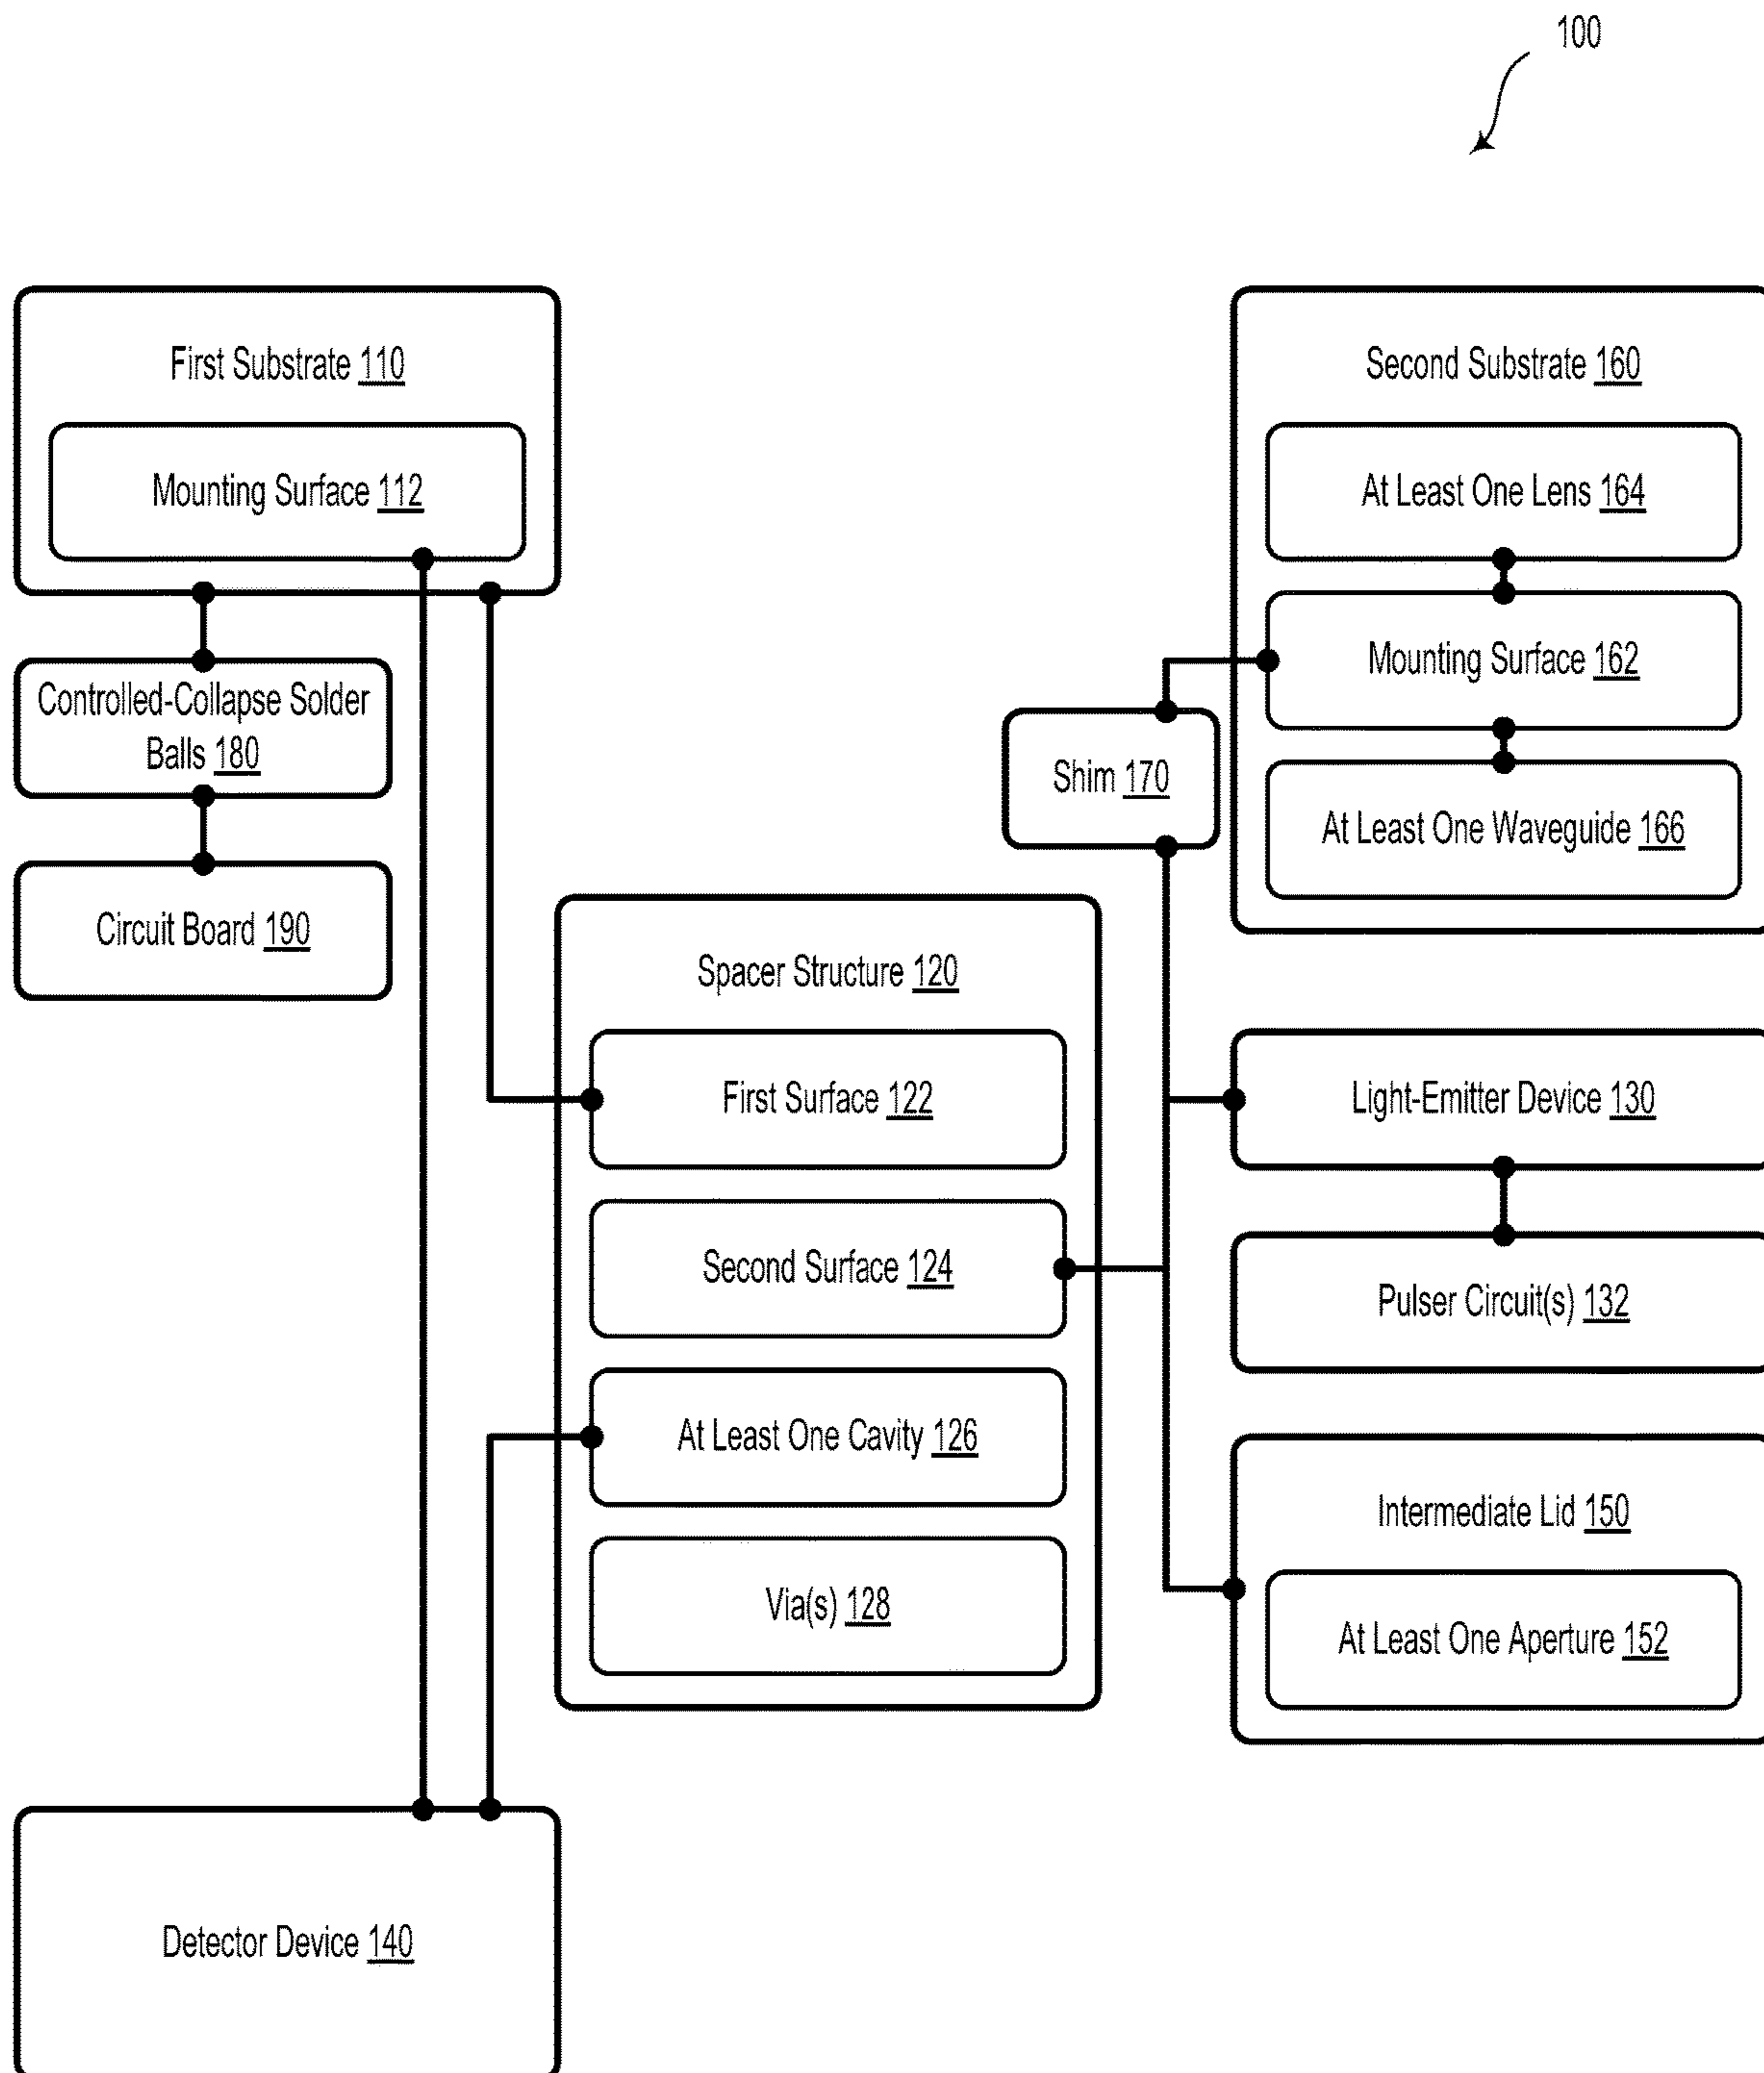 100
First Substrate 110
Mounting Surface 112
Controlled-Collapse Solder
Balls 180
Circuit Board 190
Spacer Structure 120
First Surface 122
Second Surface 124
At Least One Cavity 126
Via(s) 128
Detector Device 140
Second Substrate 160
At Least One Lens 164
Mounting Surface 162
At Least One Waveguide 166
Shim 170
Light-Emitter Device 130
Pulser Circuit(s) 132
Intermediate Lid 150
At Least One Aperture 152